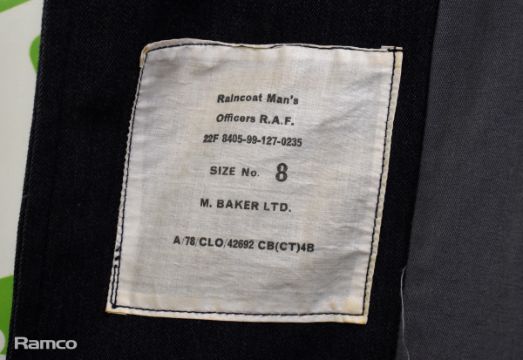 Raincoat Man's
Officers R.A.F.
22F 8405-99-127-0235
SIZE No. 8
M. BAKER LTD.
A/78/CLO/42692 CB(CT)4B
Ramco